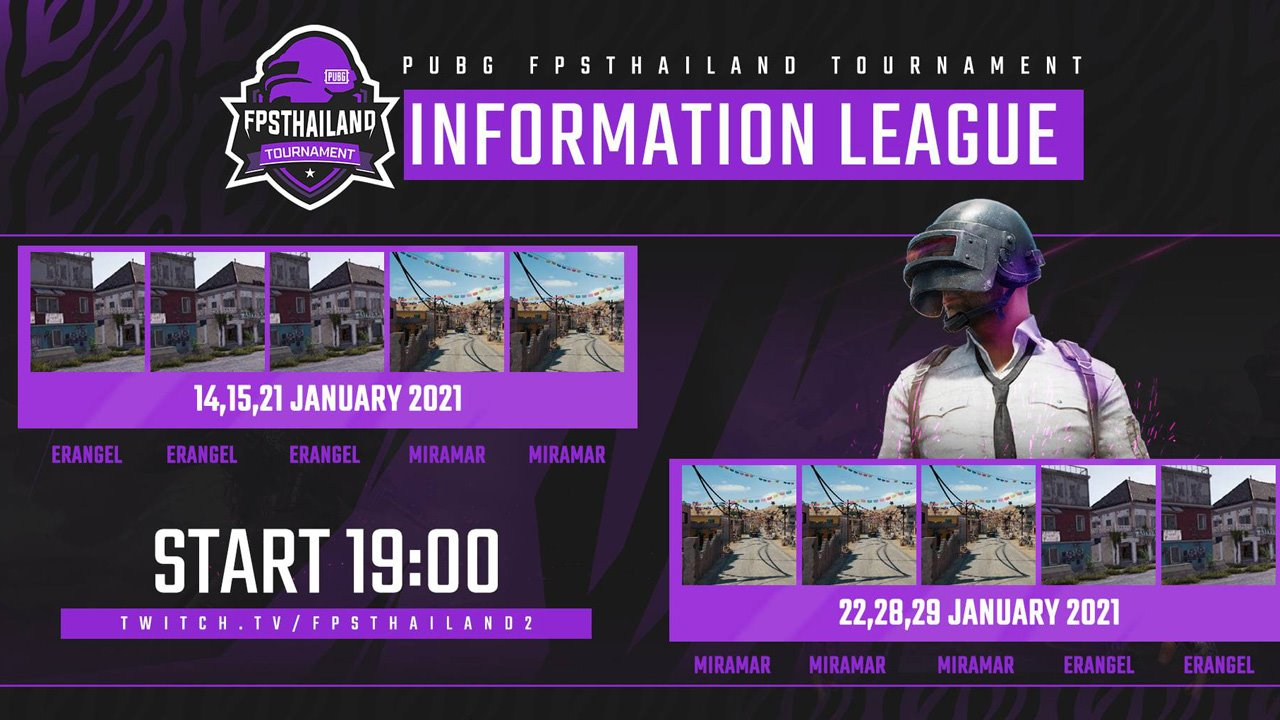 PUBG
FPSTHAILAND
TOURNAMENT
PUBG FPSTHAILAND TOURNAMENT
INFORMATION LEAGUE
14,15,21 JANUARY 2021
ERANGEL ERANGEL ERANGEL MIRAMAR MIRAMAR
START 19:00
TWITCH.TV/FPSTHAILAND2
22,28,29 JANUARY 2021
MIRAMAR MIRAMAR MIRAMAR ERANGEL ERANGEL